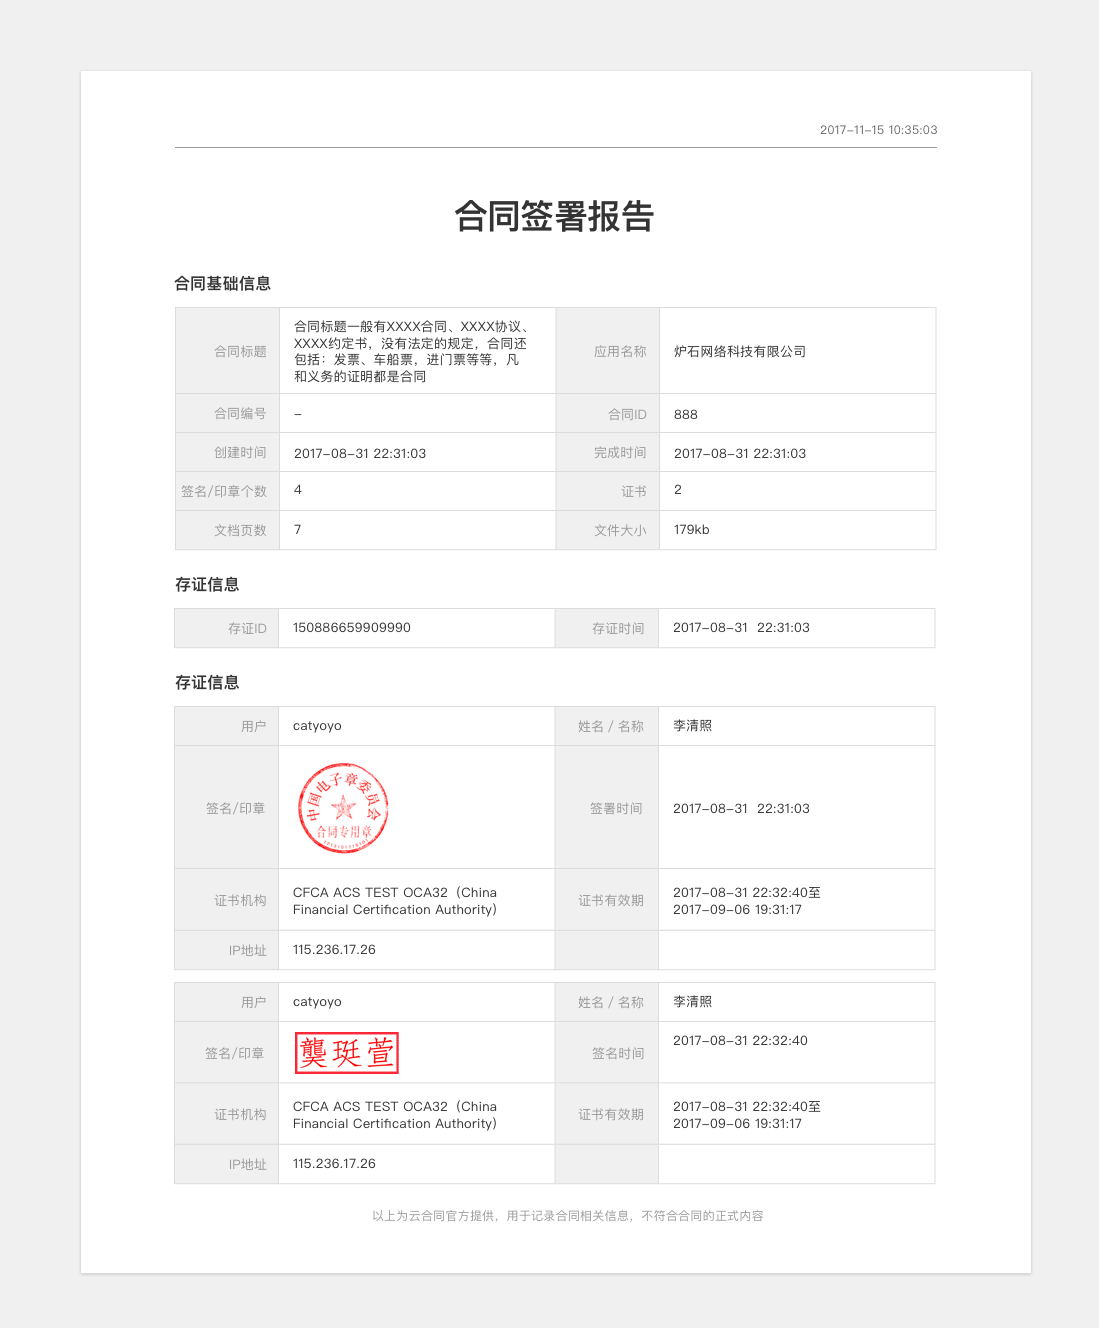 2017-11-15 10:35:03
合同签署报告
合同基础信息
合同标题
合同标题一般有XXXX合同、XXXX协议、
XXXX约定书，没有法定的规定，合同还
包括：发票、车船票，进门票等等，凡
和义务的证明都是合同
应用名称
炉石网络科技有限公司
合同编号
–
合同ID
888
创建时间
2017-08-31 22:31:03
完成时间
2017-08-31 22:31:03
签名/印章个数
4
证书
2
文档页数
7
文件大小
179kb
存证信息
存证ID
150886659909990
存证时间
2017-08-31 22:31:03
存证信息
用户
catyoyo
姓名 / 名称
李清照
签名/印章
中国电子章委员会
合同专用章
签署时间
2017-08-31 22:31:03
证书机构
CFCA ACS TEST OCA32（China
Financial Certification Authority）
证书有效期
2017-08-31 22:32:40至
2017-09-06 19:31:17
IP地址
115.236.17.26
用户
catyoyo
姓名 / 名称
李清照
签名/印章
龔珽萱
签名时间
2017-08-31 22:32:40
证书机构
CFCA ACS TEST OCA32（China
Financial Certification Authority）
证书有效期
2017-08-31 22:32:40至
2017-09-06 19:31:17
IP地址
115.236.17.26
以上为云合同官方提供，用于记录合同相关信息，不符合合同的正式内容